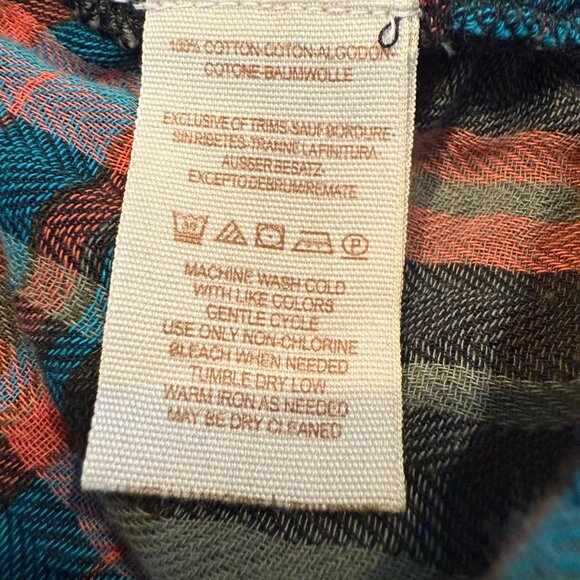 100% COTTON-COTON-ALGODON-
COTONE-BAUMWOLLE
EXCLUSIVE OF TRIMS-SAUF BORDURE-
SIN RIBETES-TRANNE LA FINITURA
AUSSER BESATZ-
EXCEPTO DEBRUM/REMATE
30 P
MACHINE WASH COLD
WITH LIKE COLORS
GENTLE CYCLE
USE ONLY NON-CHLORINE
BLEACH WHEN NEEDED
TUMBLE DRY LOW
WARM IRON AS NEEDED
MAY BE DRY CLEANED